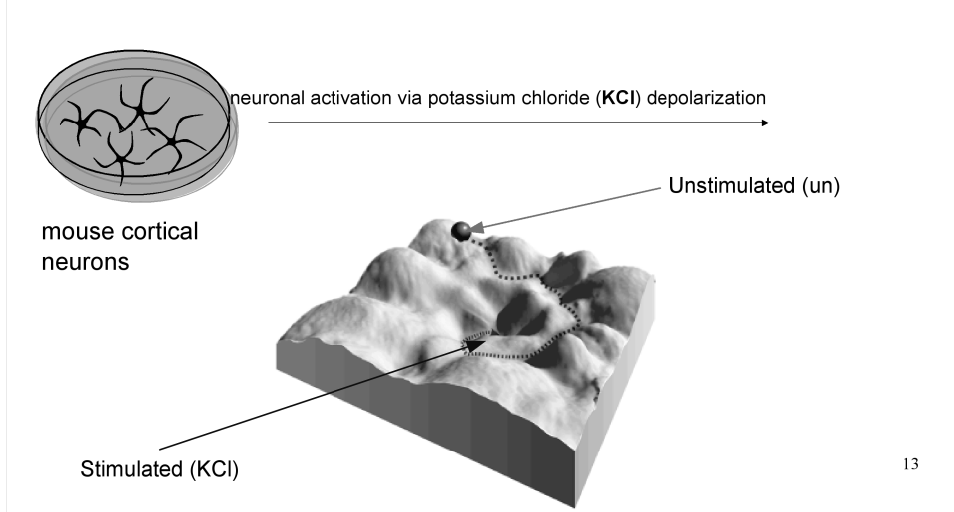 neuronal activation via potassium chloride (KCl) depolarization
Unstimulated (un)
mouse cortical
neurons
Stimulated (KCl)
13